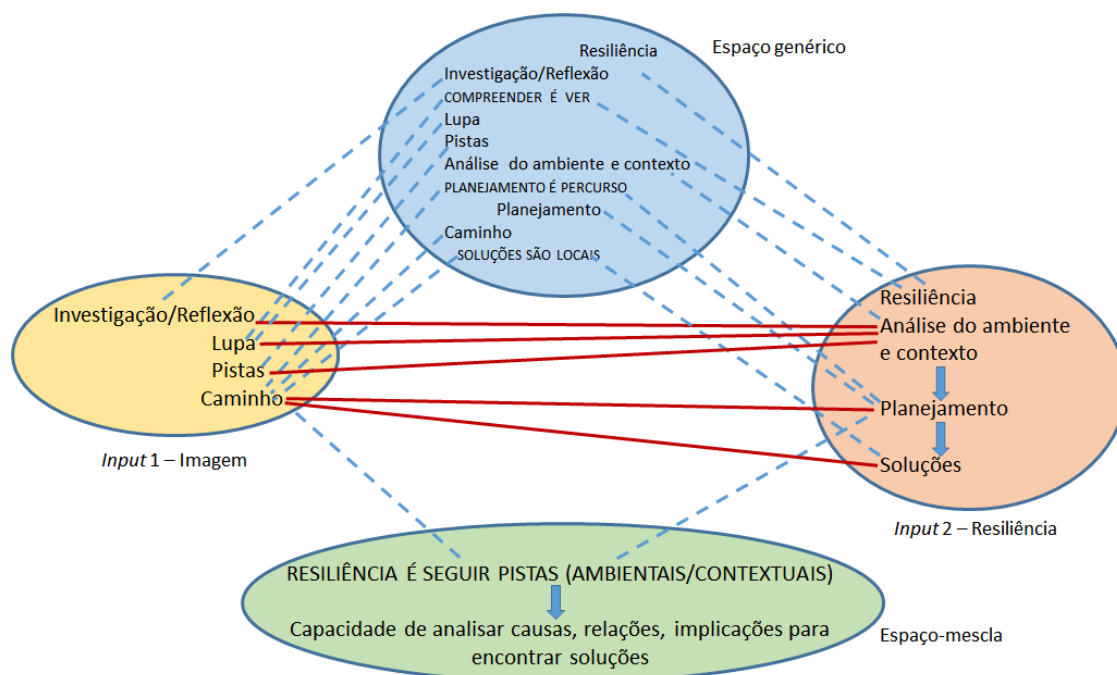 Espaço genérico
Resiliência
Investigação/Reflexão
COMPREENDER É VER
Lupa
Pistas
Análise do ambiente e contexto
PLANEJAMENTO É PERCURSO
Planejamento
Caminho
SOLUÇÕES SÃO LOCAIS
Investigação/Reflexão
Lupa
Pistas
Caminho
Input 1 – Imagem
Resiliência
Análise do ambiente
e contexto
Planejamento
Soluções
Input 2 – Resiliência
RESILIÊNCIA É SEGUIR PISTAS (AMBIENTAIS/CONTEXTUAIS)
Capacidade de analisar causas, relações, implicações para
encontrar soluções
Espaço-mescla